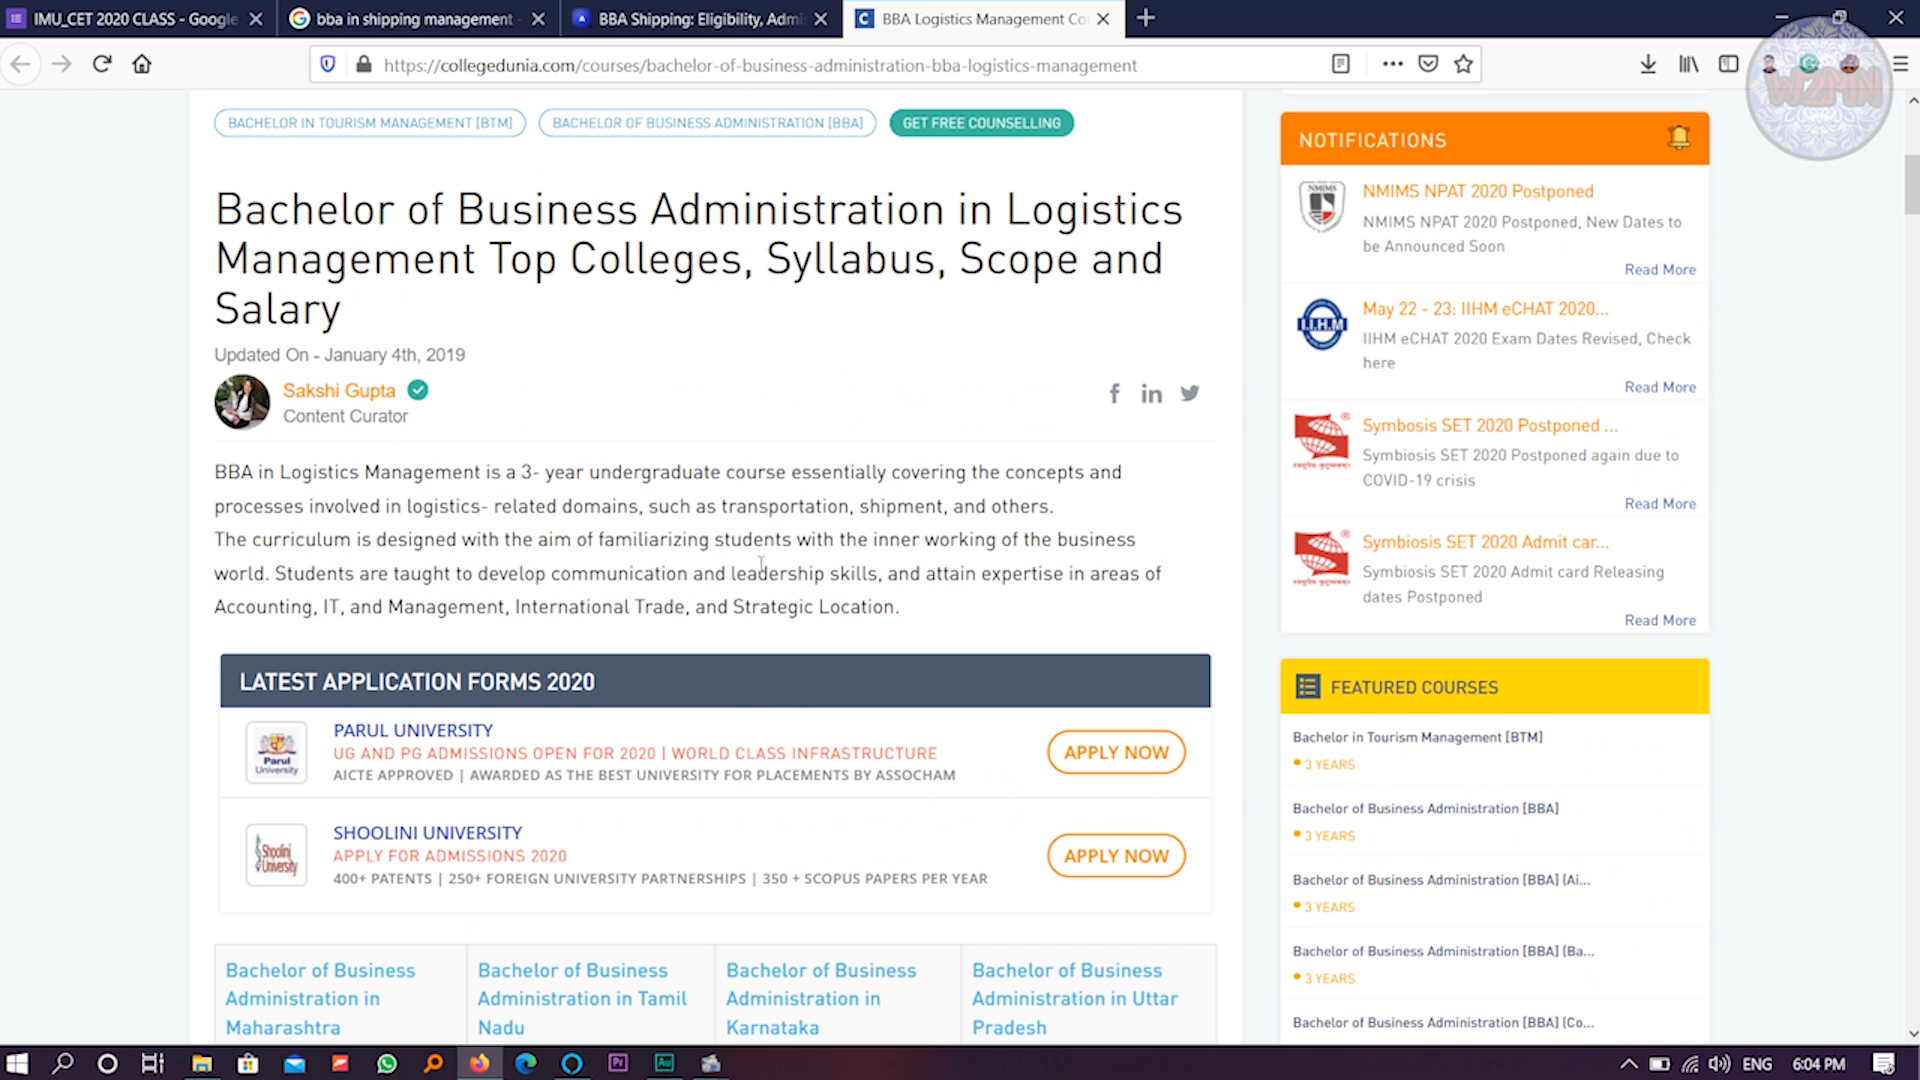 IMU_CET 2020 CLASS - Google
bba in shipping management -
BBA Shipping: Eligibility, Admi
BBA Logistics Management Co
https://collegedunia.com/courses/bachelor-of-business-administration-bba-logistics-management
WZMN
BACHELOR IN TOURISM MANAGEMENT [BTM]
BACHELOR OF BUSINESS ADMINISTRATION [BBA]
GET FREE COUNSELLING
Bachelor of Business Administration in Logistics
Management Top Colleges, Syllabus, Scope and
Salary
Updated On - January 4th, 2019
Sakshi Gupta
Content Curator
BBA in Logistics Management is a 3- year undergraduate course essentially covering the concepts and
processes involved in logistics- related domains, such as transportation, shipment, and others.
The curriculum is designed with the aim of familiarizing students with the inner working of the business
world. Students are taught to develop communication and leadership skills, and attain expertise in areas of
Accounting, IT, and Management, International Trade, and Strategic Location.
LATEST APPLICATION FORMS 2020
Parul
University
PARUL UNIVERSITY
UG AND PG ADMISSIONS OPEN FOR 2020 | WORLD CLASS INFRASTRUCTURE
AICTE APPROVED | AWARDED AS THE BEST UNIVERSITY FOR PLACEMENTS BY ASSOCHAM
APPLY NOW
Shoolini
University
SHOOLINI UNIVERSITY
APPLY FOR ADMISSIONS 2020
400+ PATENTS | 250+ FOREIGN UNIVERSITY PARTNERSHIPS | 350 + SCOPUS PAPERS PER YEAR
APPLY NOW
Bachelor of Business
Administration in
Maharashtra
Bachelor of Business
Administration in Tamil
Nadu
Bachelor of Business
Administration in
Karnataka
Bachelor of Business
Administration in Uttar
Pradesh
NOTIFICATIONS
NMIMS
NMIMS NPAT 2020 Postponed
NMIMS NPAT 2020 Postponed, New Dates to
be Announced Soon
Read More
I.I.H.M
May 22 - 23: IIHM eCHAT 2020...
IIHM eCHAT 2020 Exam Dates Revised, Check
here
Read More
Symbosis SET 2020 Postponed ...
Symbiosis SET 2020 Postponed again due to
COVID-19 crisis
Read More
Symbiosis SET 2020 Admit car...
Symbiosis SET 2020 Admit card Releasing
dates Postponed
Read More
FEATURED COURSES
Bachelor in Tourism Management [BTM]
3 YEARS
Bachelor of Business Administration [BBA]
3 YEARS
Bachelor of Business Administration [BBA] (Ai...
3 YEARS
Bachelor of Business Administration [BBA] (Ba...
3 YEARS
Bachelor of Business Administration [BBA] (Co...
Pr
Au
ENG
6:04 PM